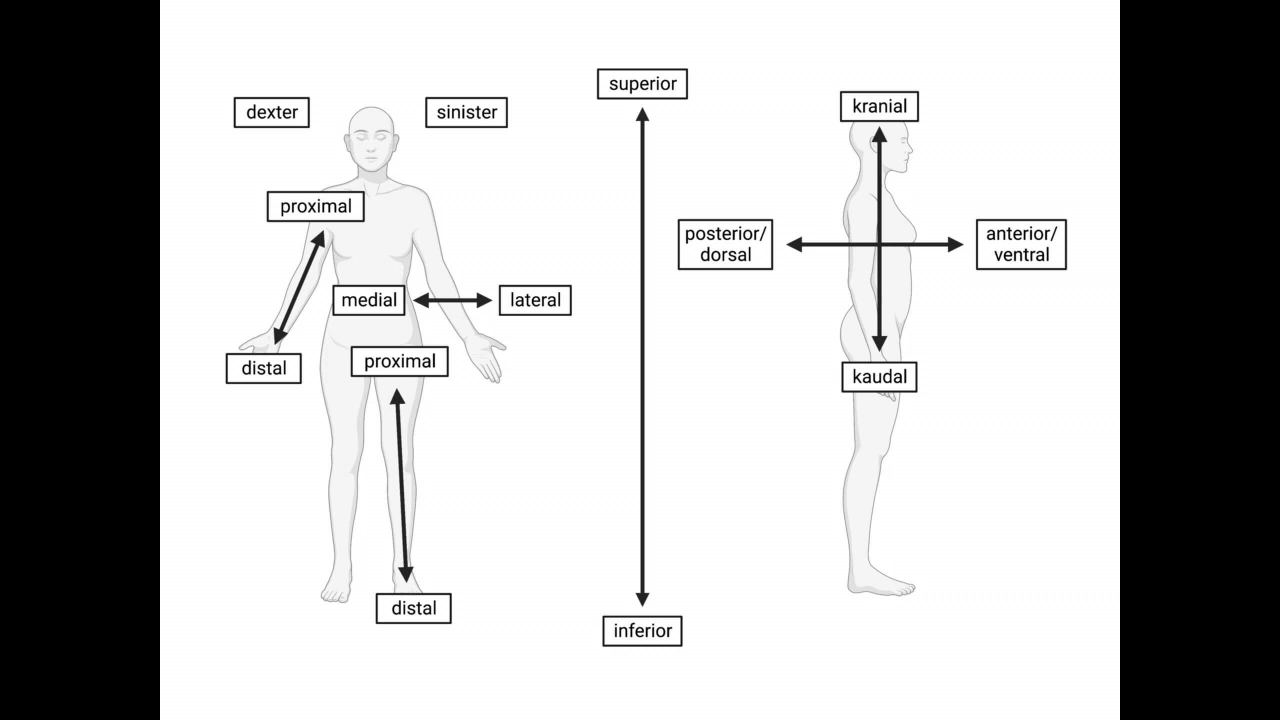 dexter
sinister
proximal
medial
lateral
distal
proximal
distal
superior
inferior
kranial
posterior/
dorsal
anterior/
ventral
kaudal